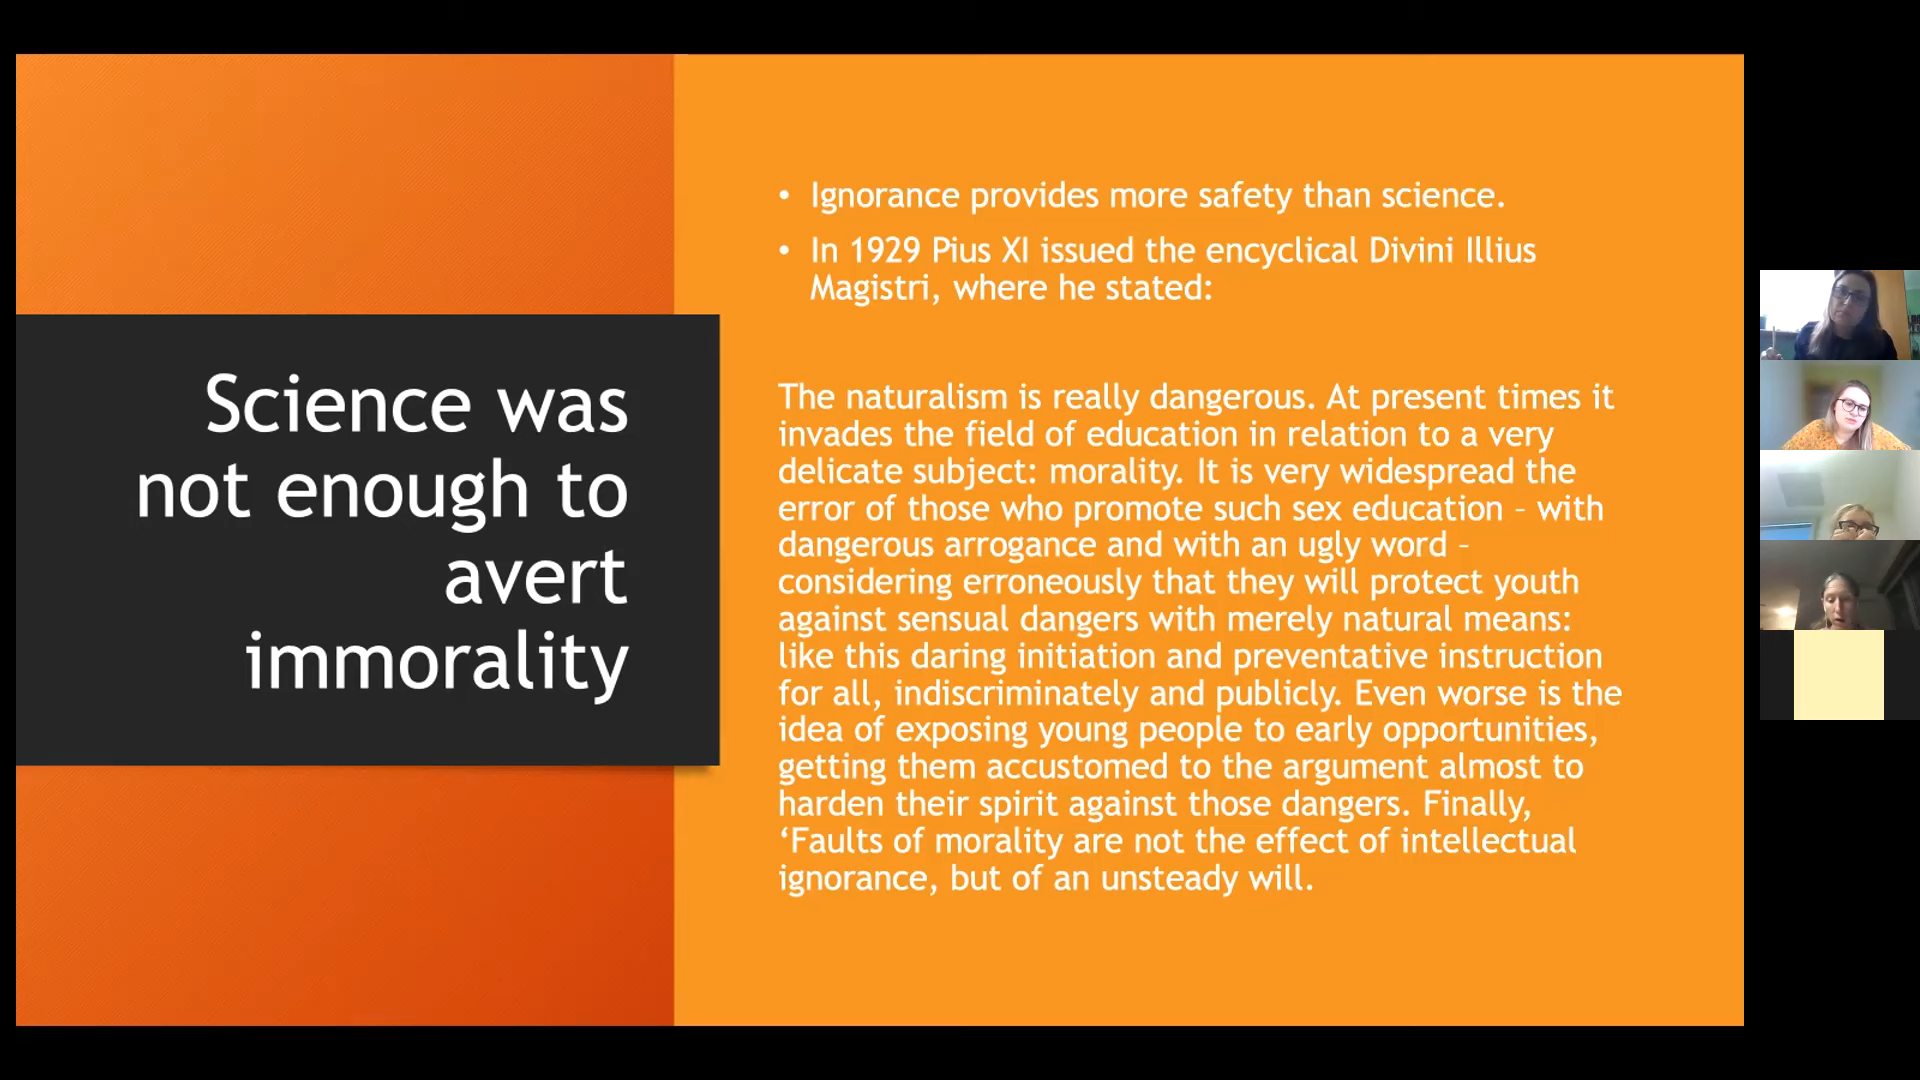 Science was
not enough to
avert
immorality
• Ignorance provides more safety than science.
• In 1929 Pius XI issued the encyclical Divini Illius
Magistri, where he stated:
The naturalism is really dangerous. At present times it
invades the field of education in relation to a very
delicate subject: morality. It is very widespread the
error of those who promote such sex education – with
dangerous arrogance and with an ugly word –
considering erroneously that they will protect youth
against sensual dangers with merely natural means:
like this daring initiation and preventative instruction
for all, indiscriminately and publicly. Even worse is the
idea of exposing young people to early opportunities,
getting them accustomed to the argument almost to
harden their spirit against those dangers. Finally,
‘Faults of morality are not the effect of intellectual
ignorance, but of an unsteady will.